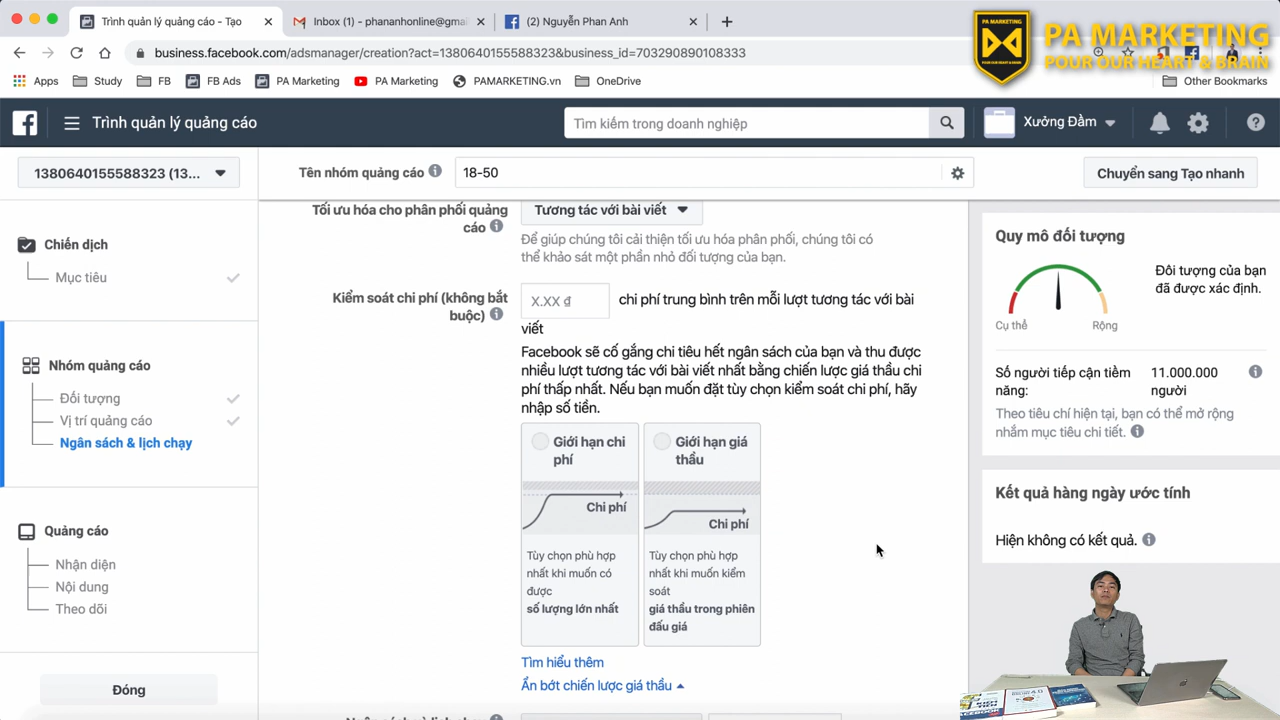 Trình quản lý quảng cáo - Tạo
Inbox (1) - phananhonline@gmai
(2) Nguyễn Phan Anh
business.facebook.com/adsmanager/creation?act=1380640155588323&business_id=703290890108333
Apps
Study
FB
FB Ads
PA Marketing
PA Marketing
PAMARKETING.vn
OneDrive
Other Bookmarks
PA MARKETING
POUR OUR HEART & BRAIN
PA MARKETING
POUR OUR HEART & BRAIN
Trình quản lý quảng cáo
Tìm kiếm trong doanh nghiệp
Xưởng Đầm
1380640155588323 (13...
Tên nhóm quảng cáo
18-50
Chuyển sang Tạo nhanh
Chiến dịch
Mục tiêu
Nhóm quảng cáo
Đối tượng
Vị trí quảng cáo
Ngân sách & lịch chạy
Quảng cáo
Nhận diện
Nội dung
Theo dõi
Đóng
Tối ưu hóa cho phân phối quảng
cáo
Tương tác với bài viết
Để giúp chúng tôi cải thiện tối ưu hóa phân phối, chúng tôi có
thể khảo sát một phần nhỏ đối tượng của bạn.
Kiểm soát chi phí (không bắt
buộc)
X.XX ₫
chi phí trung bình trên mỗi lượt tương tác với bài
viết
Facebook sẽ cố gắng chi tiêu hết ngân sách của bạn và thu được
nhiều lượt tương tác với bài viết nhất bằng chiến lược giá thầu chi
phí thấp nhất. Nếu bạn muốn đặt tùy chọn kiểm soát chi phí, hãy
nhập số tiền.
Giới hạn chi
phí
Chi phí
Tùy chọn phù hợp
nhất khi muốn có
được
số lượng lớn nhất
Giới hạn giá
thầu
Chi phí
Tùy chọn phù hợp
nhất khi muốn kiểm
soát
giá thầu trong phiên
đấu giá
Tìm hiểu thêm
Ẩn bớt chiến lược giá thầu
Quy mô đối tượng
Cụ thể
Rộng
Đối tượng của bạn
đã được xác định.
Số người tiếp cận tiềm
năng:
11.000.000
người
Theo tiêu chí hiện tại, bạn có thể mở rộng
nhắm mục tiêu chi tiết.
Kết quả hàng ngày ước tính
Hiện không có kết quả.